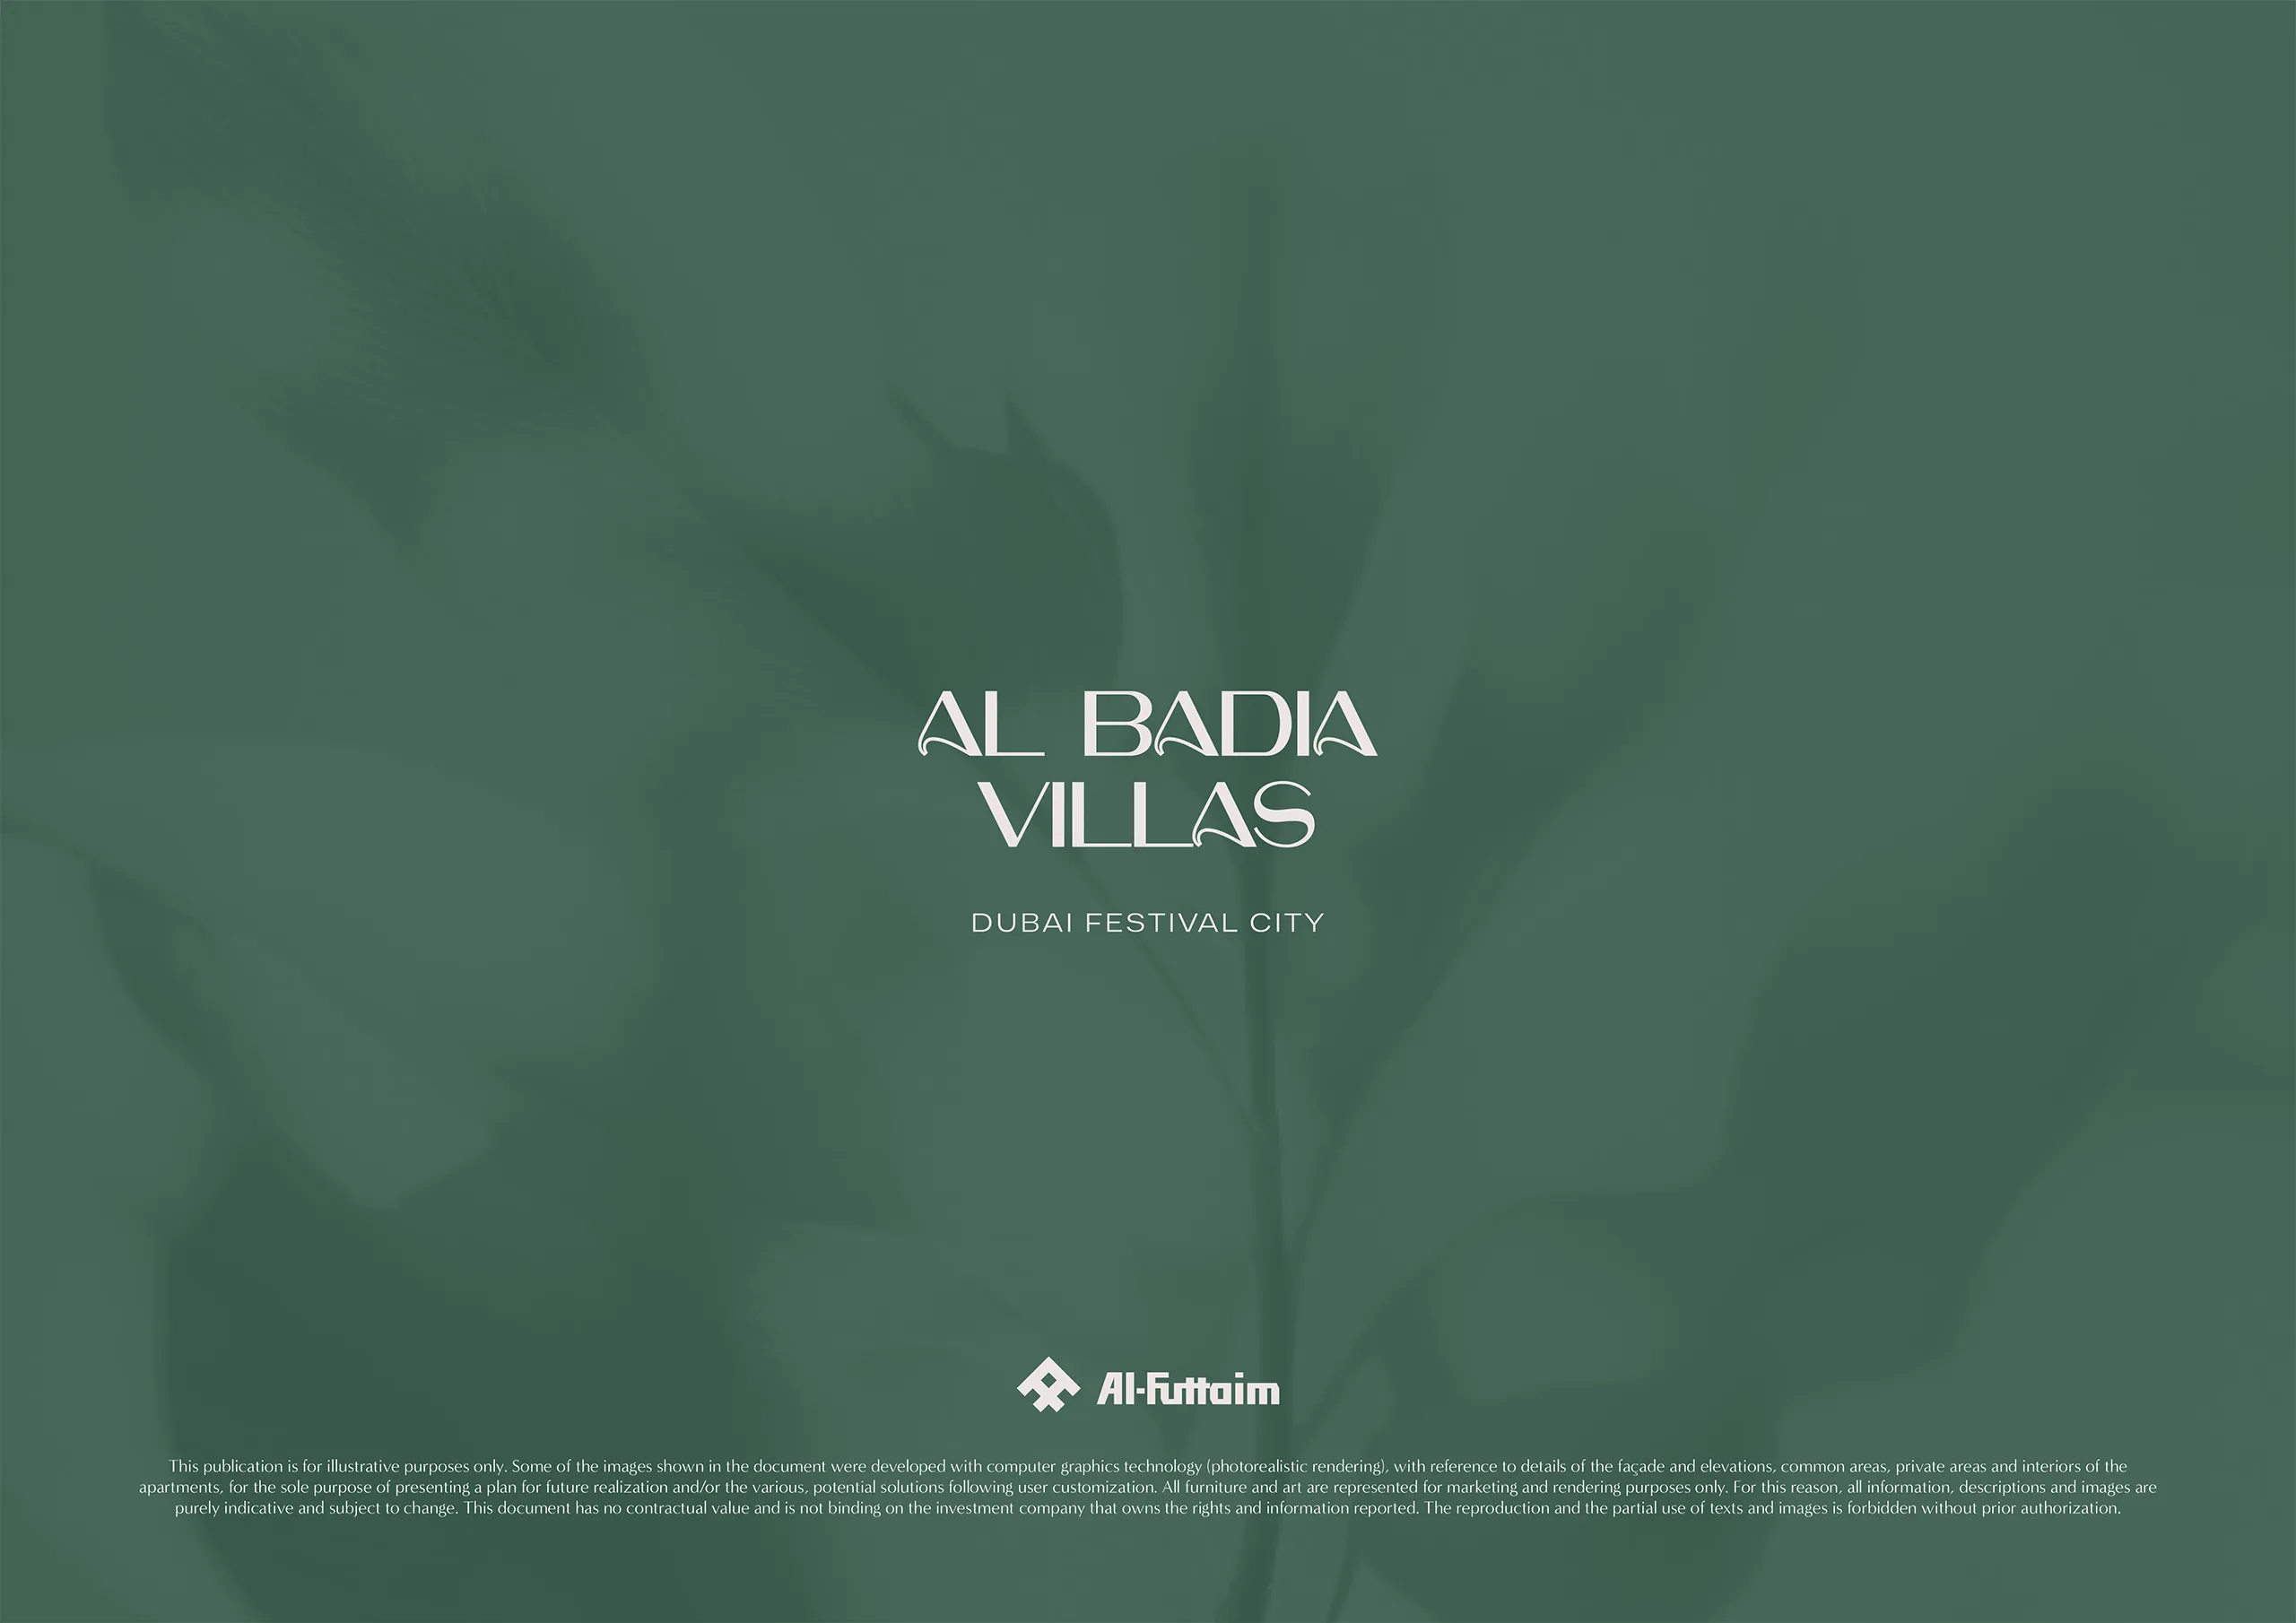 AL BADIA
VILLAS
DUBAI FESTIVAL CITY
Al-Futtaim
This publication is for illustrative purposes only. Some of the images shown in the document were developed with computer graphics technology (photorealistic rendering), with reference to details of the façade and elevations, common areas, private areas and interiors of the
apartments, for the sole purpose of presenting a plan for future realization and/or the various, potential solutions following user customization. All furniture and art are represented for marketing and rendering purposes only. For this reason, all information, descriptions and images are
purely indicative and subject to change. This document has no contractual value and is not binding on the investment company that owns the rights and information reported. The reproduction and the partial use of texts and images is forbidden without prior authorization.